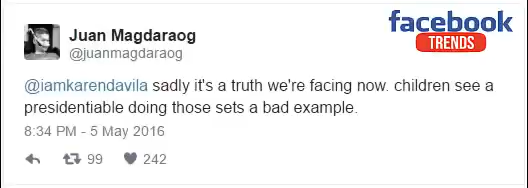 facebook
TRENDS
Juan Magdaraog
@juanmagdaraog
@iamkarendavila sadly it's a truth we're facing now. children see a
presidentiable doing those sets a bad example.
8:34 PM - 5 May 2016
99 242